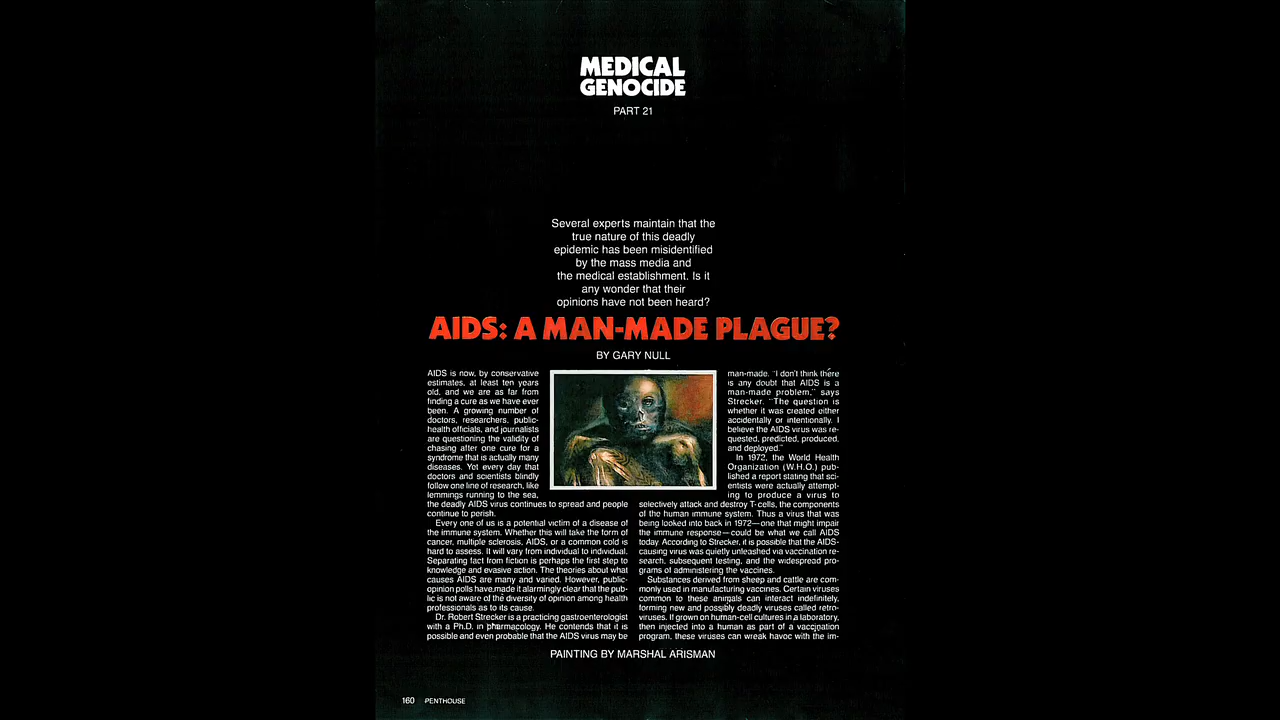 MEDICAL
GENOCIDE
PART 21
Several experts maintain that the
true nature of this deadly
epidemic has been misidentified
by the mass media and
the medical establishment. Is it
any wonder that their
opinions have not been heard?
AIDS: A MAN-MADE PLAGUE?
BY GARY NULL
AIDS is now, by conservative
estimates, at least ten years
old, and we are as far from
finding a cure as we have ever
been. A growing number of
doctors, researchers, public-
health officials, and journalists
are questioning the validity of
chasing after one cure for a
syndrome that is actually many
diseases. Yet every day that
doctors and scientists blindly
follow one line of research, like
lemmings running to the sea,
the deadly AIDS virus continues to spread and people
continue to perish.
Every one of us is a potential victim of a disease of
the immune system. Whether this will take the form of
cancer, multiple sclerosis, AIDS, or a common cold is
hard to assess. It will vary from individual to individual.
Separating fact from fiction is perhaps the first step to
knowledge and evasive action. The theories about what
causes AIDS are many and varied. However, public-
opinion polls have made it alarmingly clear that the pub-
lic is not aware of the diversity of opinion among health
professionals as to its cause.
Dr. Robert Strecker is a practicing gastroenterologist
with a Ph.D. in pharmacology. He contends that it is
possible and even probable that the AIDS virus may be
man-made. "I don't think there
is any doubt that AIDS is a
man-made problem," says
Strecker. "The question is
whether it was created either
accidentally or intentionally. I
believe the AIDS virus was re-
quested, predicted, produced,
and deployed."
In 1972, the World Health
Organization (W.H.O.) pub-
lished a report stating that sci-
entists were actually attempt-
ing to produce a virus to
selectively attack and destroy T-cells, the components
of the human immune system. Thus a virus that was
being looked into back in 1972—one that might impair
the immune response—could be what we call AIDS
today. According to Strecker, it is possible that the AIDS-
causing virus was quietly unleashed via vaccination re-
search, subsequent testing, and the widespread pro-
grams of administering the vaccines.
Substances derived from sheep and cattle are com-
monly used in manufacturing vaccines. Certain viruses
common to these animals can interact indefinitely,
forming new and possibly deadly viruses called retro-
viruses. If grown on human-cell cultures in a laboratory,
then injected into a human as part of a vaccination
program, these viruses can wreak havoc with the im-
PAINTING BY MARSHAL ARISMAN
160 PENTHOUSE